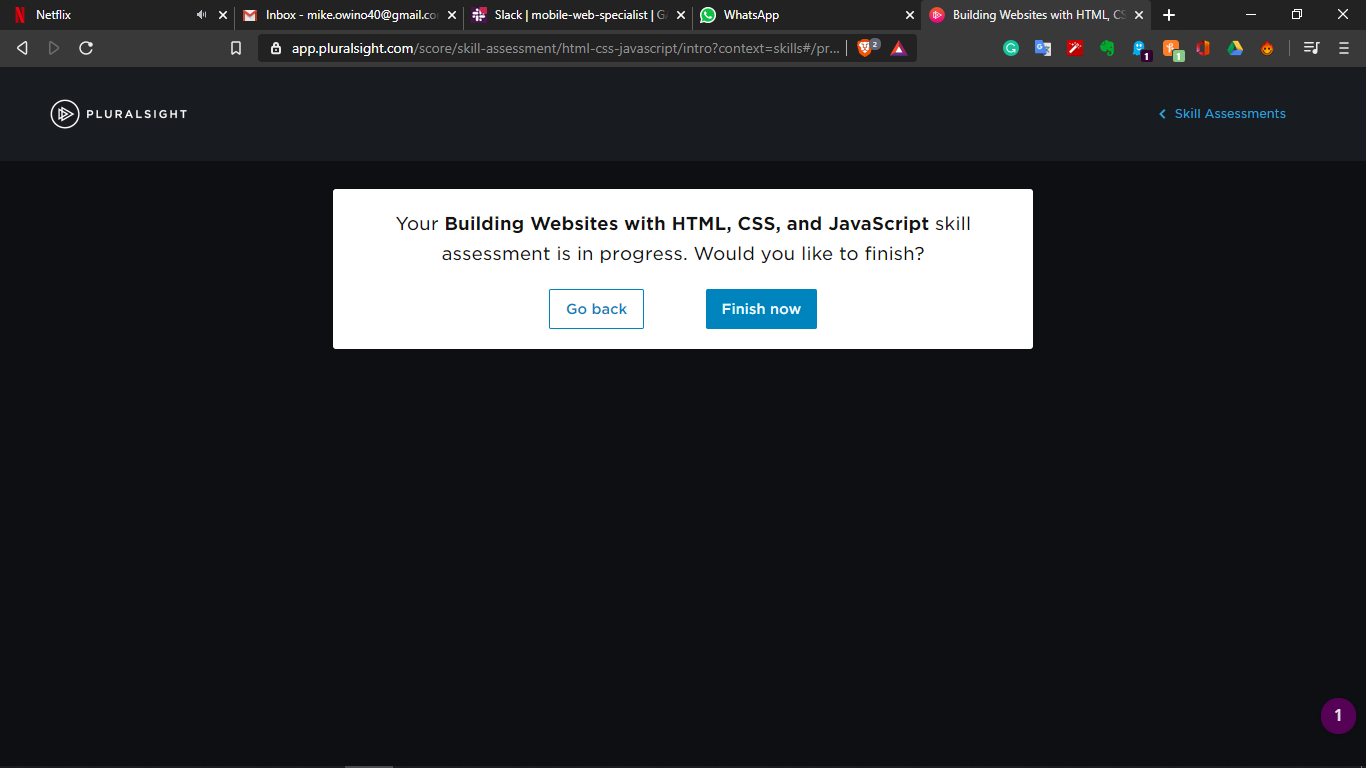 Netflix
Inbox - mike.owino40@gmail.co
Slack | mobile-web-specialist | G
WhatsApp
Building Websites with HTML, CS
app.pluralsight.com/score/skill-assessment/html-css-javascript/intro?context=skills#/pr...
2
1
1
PLURALSIGHT
Skill Assessments
Your Building Websites with HTML, CSS, and JavaScript skill
assessment is in progress. Would you like to finish?
Go back
Finish now
1